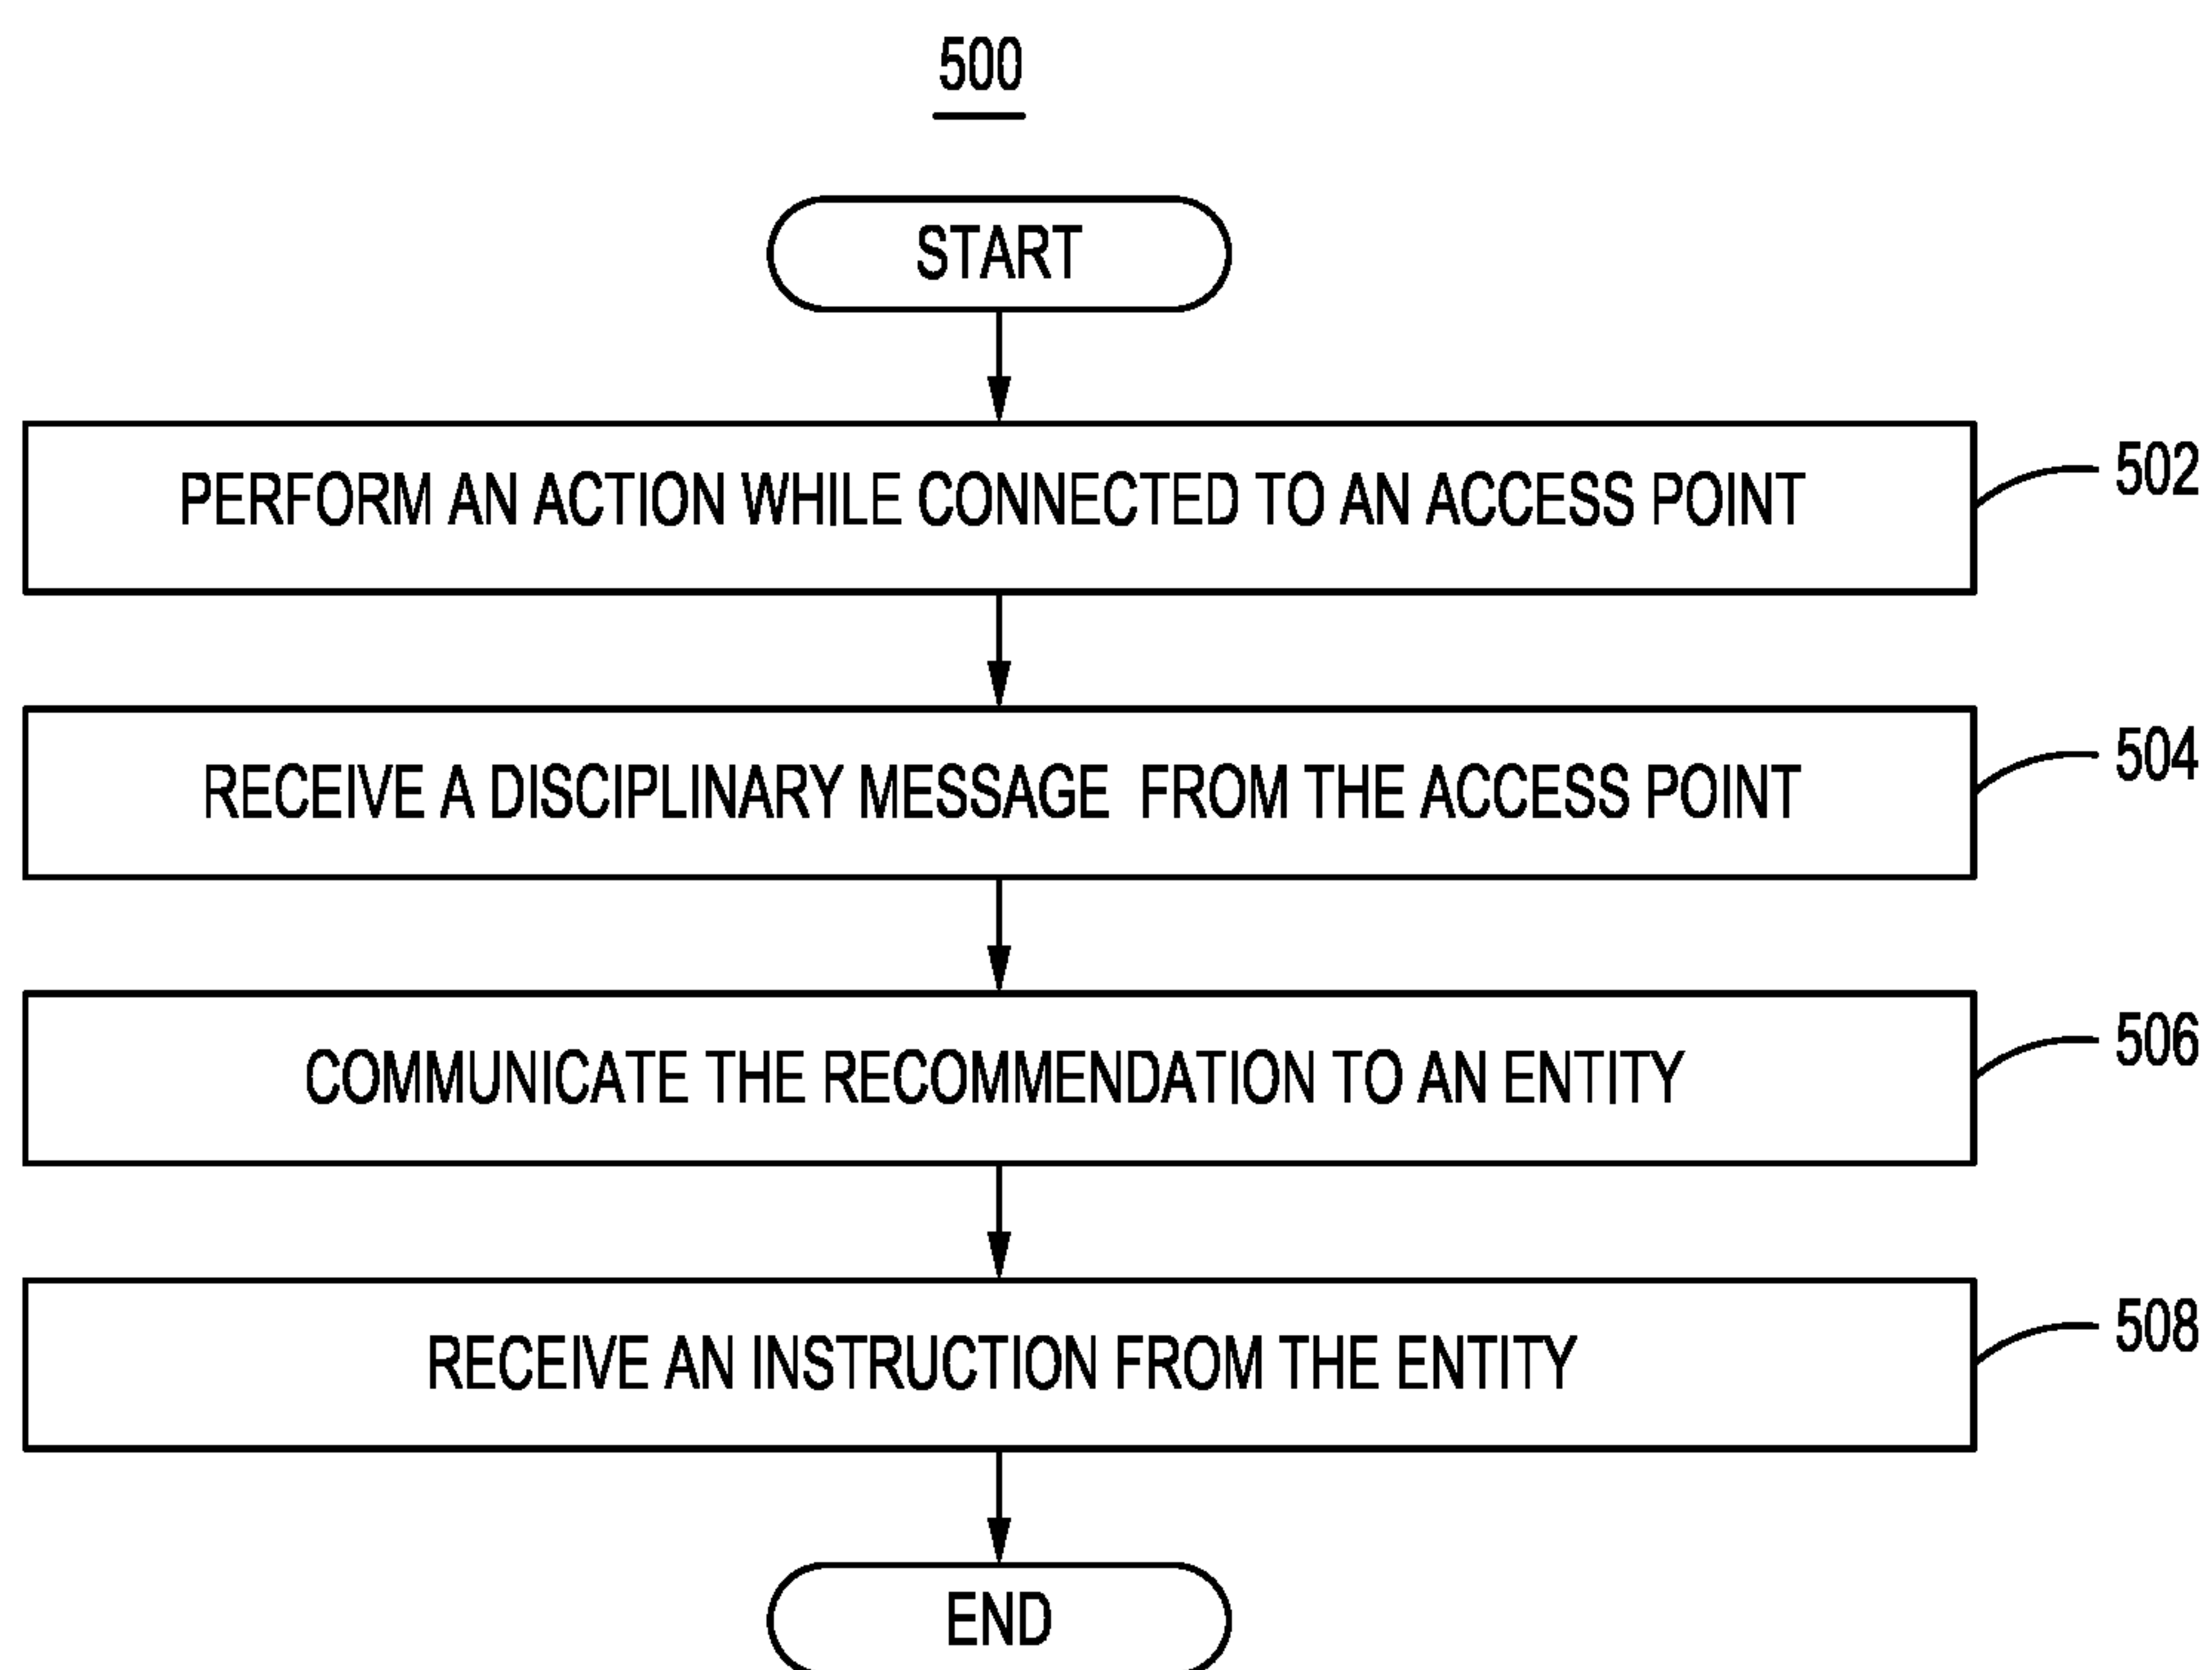 500
START
PERFORM AN ACTION WHILE CONNECTED TO AN ACCESS POINT
502
RECEIVE A DISCIPLINARY MESSAGE FROM THE ACCESS POINT
504
COMMUNICATE THE RECOMMENDATION TO AN ENTITY
506
RECEIVE AN INSTRUCTION FROM THE ENTITY
508
END